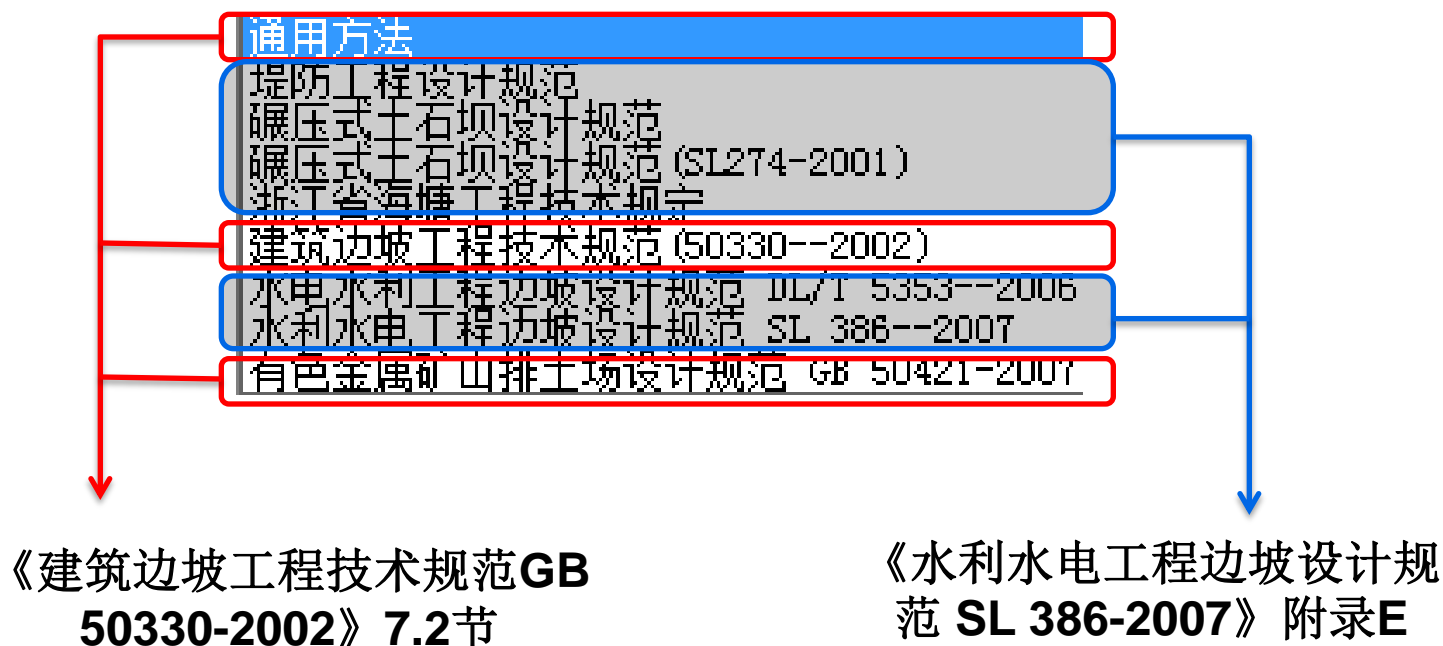 通用方法
堤防工程设计规范
碾压式土石坝设计规范
碾压式土石坝设计规范(SL274-2001)
浙江省海塘工程技术规定
建筑边坡工程技术规范(50330--2002)
水电水利工程边坡设计规范 DL/T 5353--2006
水利水电工程边坡设计规范 SL 386--2007
有色金属矿山排土场设计规范 GB 50421-2007
《建筑边坡工程技术规范GB
50330-2002》7.2节
《水利水电工程边坡设计规
范 SL 386-2007》附录E